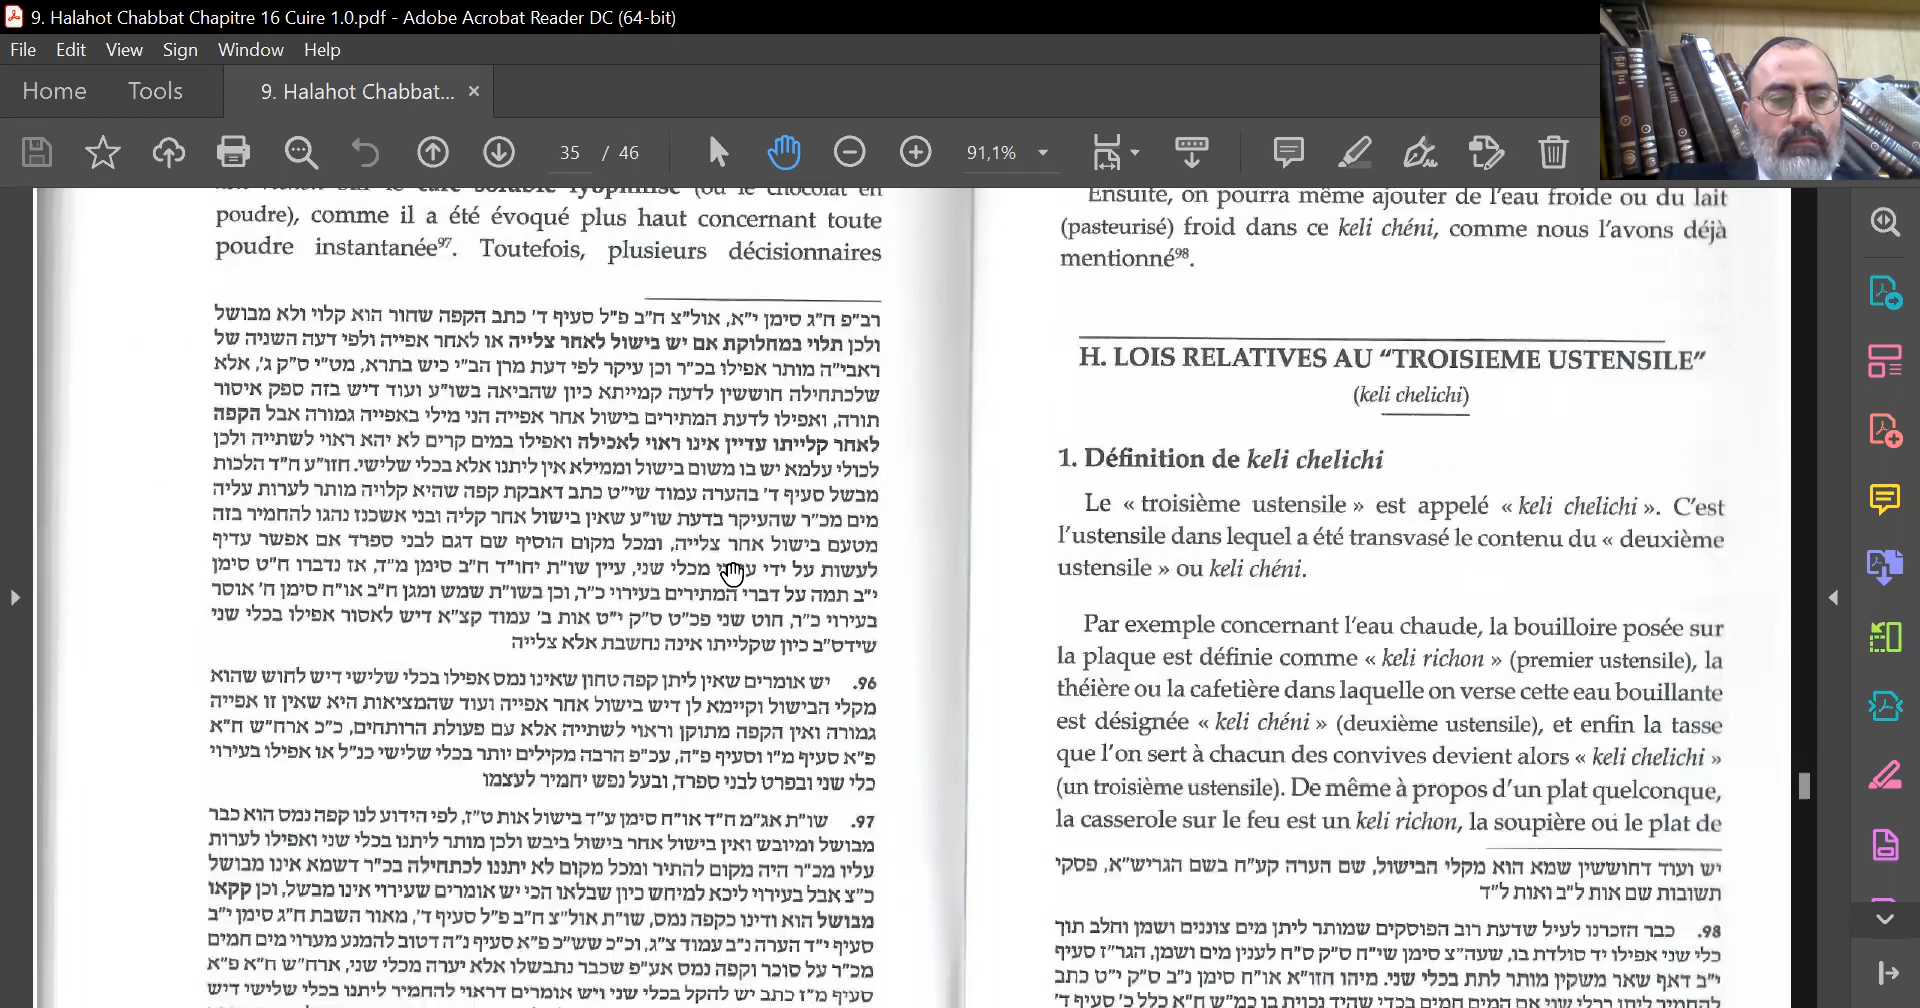 9. Halahot Chabbat Chapitre 16 Cuire 1.0.pdf - Adobe Acrobat Reader DC (64-bit)
File Edit View Sign Window Help
Home Tools 9. Halahot Chabbat... ×
35 / 46 91,1%
poudre), comme il a été évoqué plus haut concernant toute
poudre instantanée⁹⁷. Toutefois, plusieurs décisionnaires
רב"פ ח"ג סימן י"א, אול"צ ח"ב פ"ל סעיף ד' כתב הקפה שחור הוא קלוי ולא מבושל
ולכן תלוי במחלוקת אם יש בישול לאחר צלייה או לאחר אפייה ולפי דעה השניה של
ראבי"ה מותר אפילו בכ"ר וכן עיקר לפי דעת מרן הב"י כיש בתרא, מט"י ס"ק ג', אלא
שלכתחילה חוששין לדעה קמייתא כיון שהביאה בשו"ע ועוד דיש בזה ספק איסור
תורה, ואפילו לדעת המתירים בישול אחר אפייה הני מילי באפייה גמורה אבל הקפה
לאחר קלייתו עדיין אינו ראוי לאכילה ואפילו במים קרים לא יהא ראוי לשתייה ולכן
לכולי עלמא יש בו משום בישול וממילא אין ליתנו אלא בכלי שלישי. חזו"ע ח"ד הלכות
מבשל סעיף ד' בהערה עמוד שי"ט כתב דאבקת קפה שהיא קלויה מותר לערות עליה
מים מכ"ר שהעיקר בדעת שו"ע שאין בישול אחר קליה ובני אשכנז נהגו להחמיר בזה
מטעם בישול אחר צלייה, ומכל מקום הוסיף שם דגם לבני ספרד אם אפשר עדיף
לעשות על ידי מכלי שני, עיין שו"ת יחו"ד ח"ב סימן מ"ד, אז נדברו ח"ט סימן
י"ב תמה על דברי המתירים בעירוי כ"ר, וכן בשו"ת שמש ומגן ח"ב או"ח סימן ח' אוסר
בעירוי כ"ר, חוט שני פכ"ט ס"ק י"ט אות ב' עמוד קצ"א דיש לאסור אפילו בכלי שני
שידס"ב כיון שקלייתו אינה נחשבת אלא צלייה
96. יש אומרים שאין ליתן קפה טחון שאינו נמס אפילו בכלי שלישי דיש לחוש שהוא
מקלי הבישול וקיימא לן דיש בישול אחר אפייה ועוד שהמציאות היא שאין זו אפייה
גמורה ואין הקפה מתוקן וראוי לשתייה אלא עם פעולת הרותחים, כ"כ ארח"ש ח"א
פ"א סעיף מ"ו וסעיף פ"ה, עכ"פ הרבה מקילים יותר בכלי שלישי כנ"ל או אפילו בעירוי
כלי שני ובפרט לבני ספרד, ובעל נפש יחמיר לעצמו
97. שו"ת אג"מ ח"ד או"ח סימן ע"ד בישול אות ט"ז, לפי הידוע לנו קפה נמס הוא כבר
מבושל ומיובש ואין בישול אחר בישול ביבש ולכן מותר ליתנו בכלי שני ואפילו לערות
עליו מכ"ר היה מקום להתיר ומכל מקום לא יתננו לכתחילה בכ"ר דשמא אינו מבושל
כ"צ אבל בעירוי ליכא למיחש כיון שבלאו הכי יש אומרים שעירוי אינו מבשל, וכן קקאו
מבושל הוא ודינו כקפה נמס, שו"ת אול"צ ח"ב פ"ל סעיף ד', מאור השבת ח"ג סימן י"ב
סעיף י"ד הערה נ"ב עמוד צ"ג, וכ"כ שש"כ פ"א סעיף נ"ה דטוב להמנע מערוי מים חמים
מכ"ר על סוכר וקפה נמס אע"פ שכבר נתבשלו אלא יערה מכלי שני, ארח"ש ח"א פ"א
סעיף מ"ז כתב יש להקל בכלי שני ויש אומרים דראוי להחמיר ליתנו בכלי שלישי דיש
Ensuite, on pourra même ajouter de l'eau froide ou du lait
(pasteurisé) froid dans ce keli chéni, comme nous l'avons déjà
mentionné⁹⁸.
H. LOIS RELATIVES AU "TROISIEME USTENSILE"
(keli chelichi)
1. Définition de keli chelichi
Le « troisième ustensile » est appelé « keli chelichi ». C'est
l'ustensile dans lequel a été transvasé le contenu du « deuxième
ustensile » ou keli chéni.
Par exemple concernant l'eau chaude, la bouilloire posée sur
la plaque est définie comme « keli richon » (premier ustensile), la
théière ou la cafetière dans laquelle on verse cette eau bouillante
est désignée « keli chéni » (deuxième ustensile), et enfin la tasse
que l'on sert à chacun des convives devient alors « keli chelichi »
(un troisième ustensile). De même à propos d'un plat quelconque,
la casserole sur le feu est un keli richon, la soupière ou le plat de
יש ועוד דחוששין שמא הוא מקלי הבישול, שם הערה קע"ח בשם הגריש"א, פסקי
תשובות שם אות ל"ב ואות ל"ד
98. כבר הזכרנו לעיל שדעת רוב הפוסקים שמותר ליתן מים צוננים ושמן וחלב תוך
כלי שני אפילו יד סולדת בו, שעה"צ סימן שי"ח ס"ק ס"ח לענין מים ושמן, הגר"ז סעיף
י"ב דאף שאר משקין מותר לתת בכלי שני. מיהו חזו"א או"ח סימן נ"ב ס"ק י"ט כתב